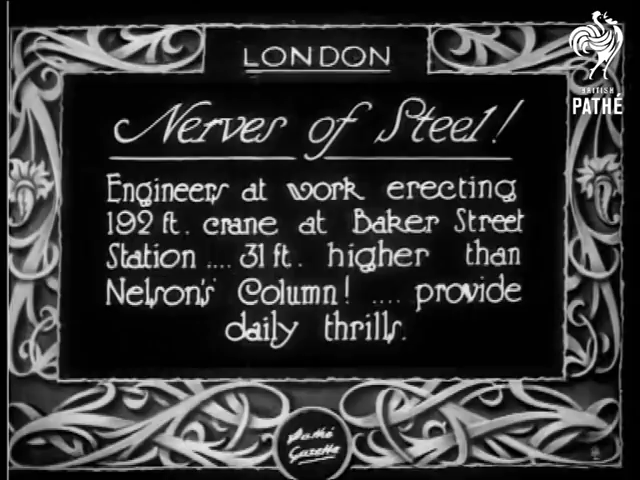 LONDON
BRITISH
PATHÉ
Nerves of Steel!
Engineers at work erecting
192 ft. crane at Baker Street
Station .... 31 ft. higher than
Nelson's Column! .... provide
daily thrills.
Pathé
Gazette